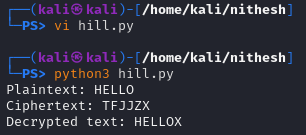 ┌──(kali㉿kali)-[/home/kali/nithesh]
└─PS> vi hill.py
┌──(kali㉿kali)-[/home/kali/nithesh]
└─PS> python3 hill.py
Plaintext: HELLO
Ciphertext: TFJJZX
Decrypted text: HELLOX